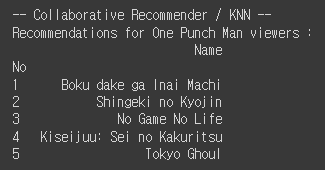 -- Collaborative Recommender / KNN --
Recommendations for One Punch Man viewers :
Name
No
1 Boku dake ga Inai Machi
2 Shingeki no Kyojin
3 No Game No Life
4 Kiseijuu: Sei no Kakuritsu
5 Tokyo Ghoul